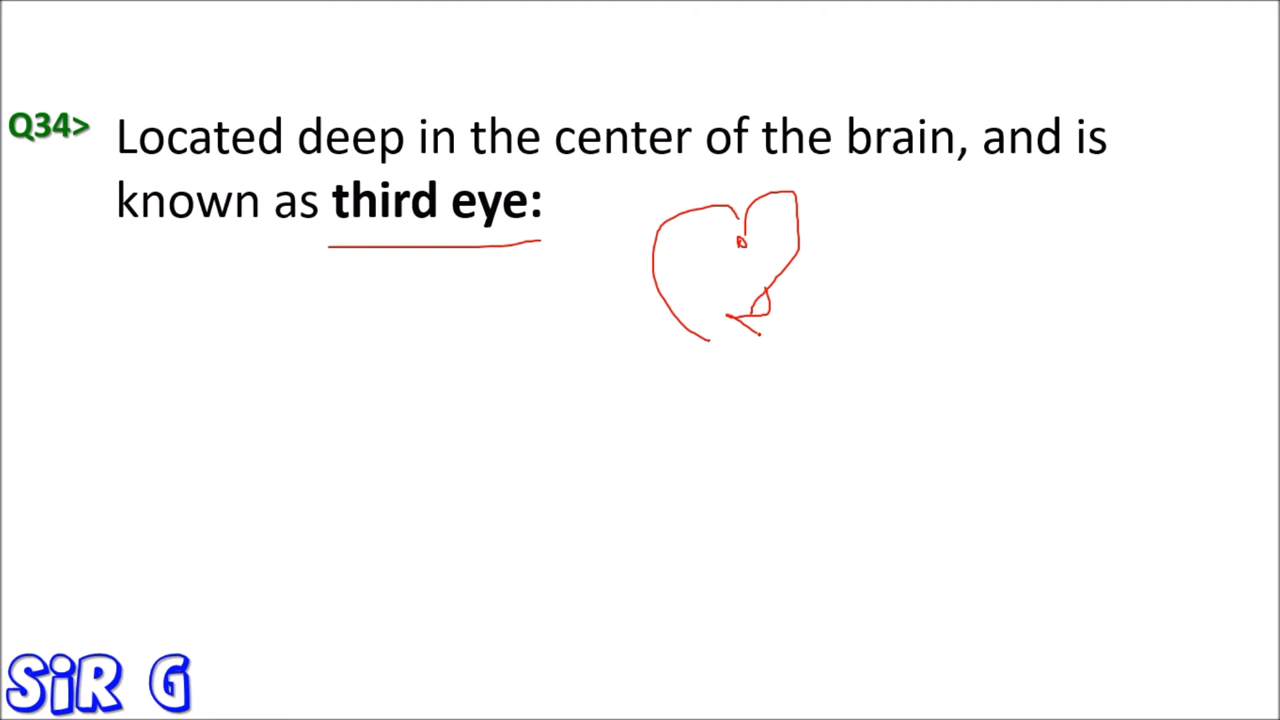 Q34> Located deep in the center of the brain, and is
known as third eye:
SiR G